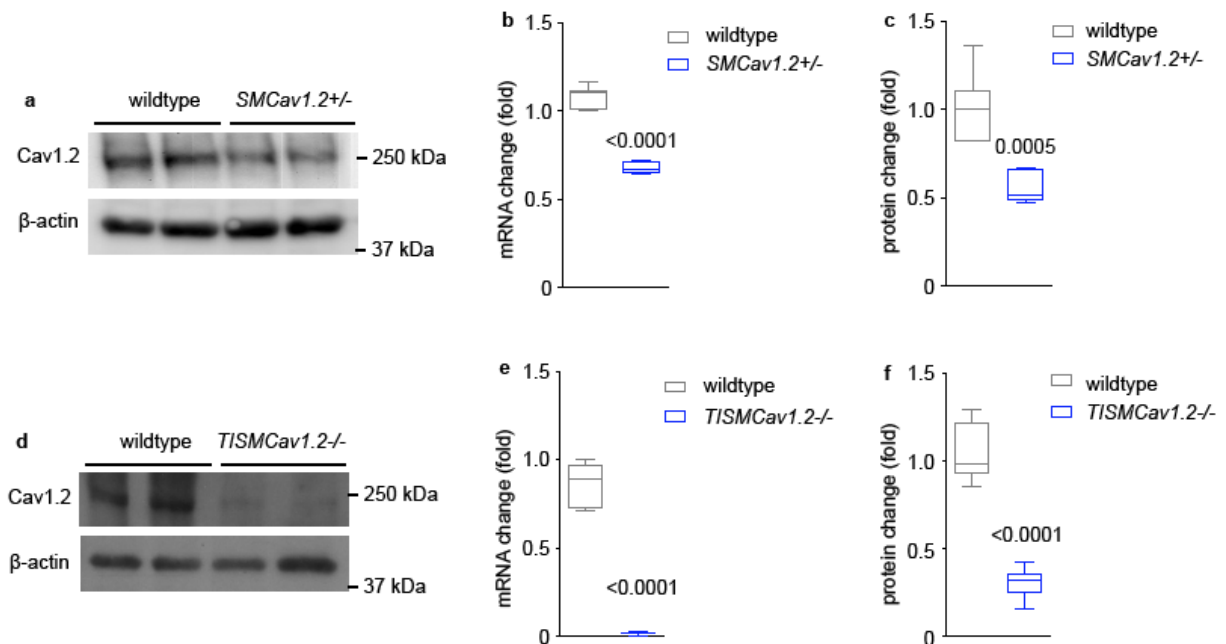 a
wildtype SMCav1.2+/-
Cav1.2
250 kDa
β-actin
37 kDa
b
wildtype
SMCav1.2+/-
mRNA change (fold)
1.5
1.0
0.5
0
<0.0001
c
wildtype
SMCav1.2+/-
protein change (fold)
1.5
1.0
0.5
0
0.0005
d
wildtype TISMCav1.2-/-
Cav1.2
250 kDa
β-actin
37 kDa
e
wildtype
TISMCav1.2-/-
mRNA change (fold)
1.5
1.0
0.5
0
<0.0001
f
wildtype
TISMCav1.2-/-
protein change (fold)
1.5
1.0
0.5
0
<0.0001